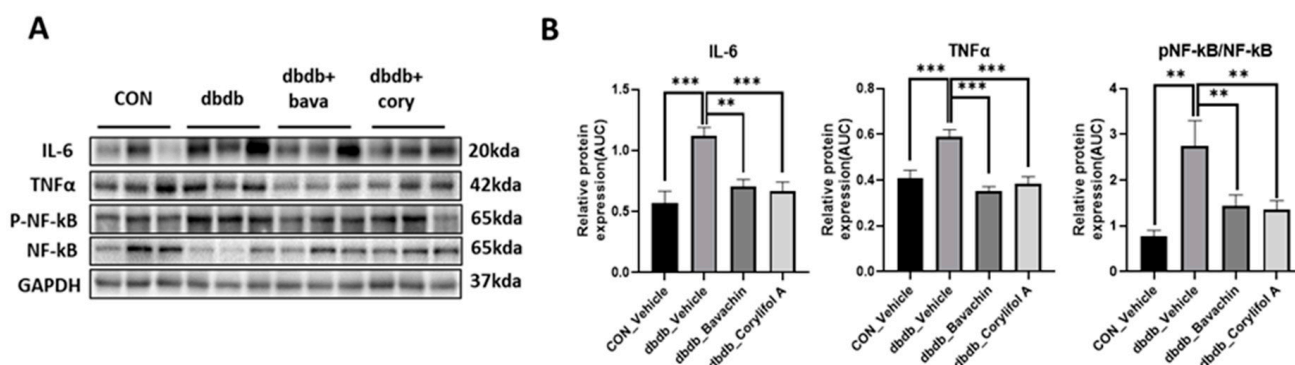 A
CON
dbdb
dbdb+
bava
dbdb+
cory
IL-6
20kda
TNFα
42kda
P-NF-kB
65kda
NF-kB
65kda
GAPDH
37kda
B
IL-6
Relative protein
expression(AUC)
1.5
1.0
0.5
0.0
***
**
***
CON_Vehicle
dbdb_Vehicle
dbdb_Bavachin
dbdb_Corylifol A
TNFα
Relative protein
expression(AUC)
0.8
0.6
0.4
0.2
0.0
***
***
***
CON_Vehicle
dbdb_Vehicle
dbdb_Bavachin
dbdb_Corylifol A
pNF-kB/NF-kB
Relative protein
expression(AUC)
4
3
2
1
0
**
**
**
CON_Vehicle
dbdb_Vehicle
dbdb_Bavachin
dbdb_Corylifol A